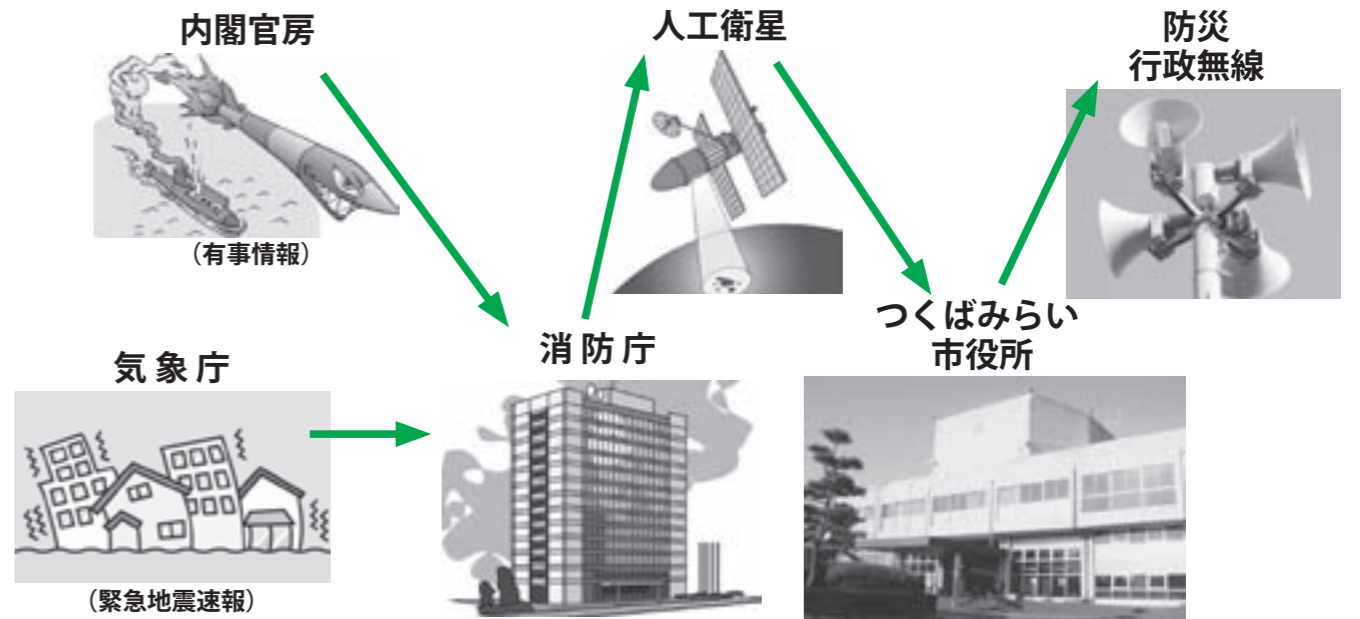 内閣官房
（有事情報）
気象庁
（緊急地震速報）
消防庁
人工衛星
つくばみらい
市役所
防災
行政無線